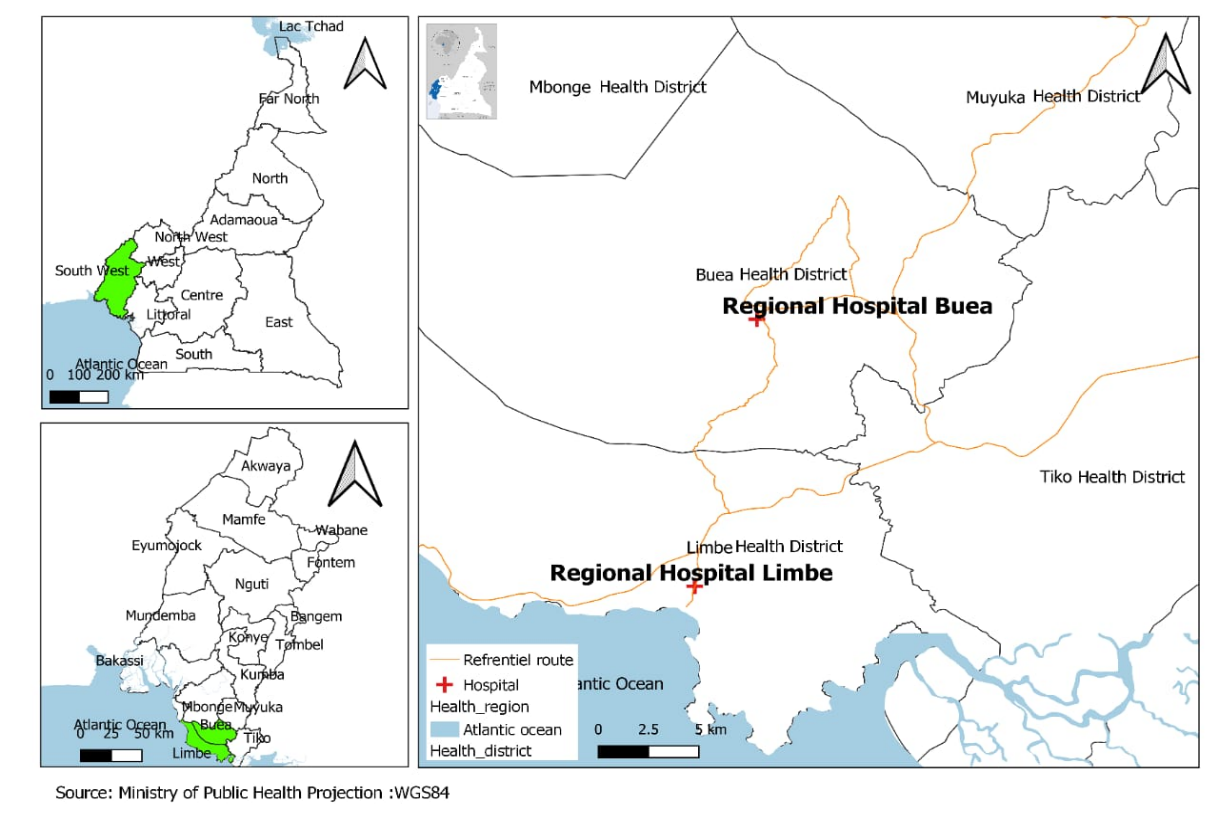 Lac Tchad
Far North
North
Adamaoua
North West
West
South West
Centre
Littoral
East
South
Atlantic Ocean
0 100 200 km
Akwaya
Mamfe
Wabane
Eyumojock
Fontem
Nguti
Mundemba
Bangem
Konye
Tombel
Bakassi
Kumba
Mbonge
Muyuka
Atlantic Ocean
Buea
0 25 50 km
Tiko
Limbe
Mbonge Health District
Muyuka Health District
Buea Health District
Regional Hospital Buea
Tiko Health District
Limbe Health District
Regional Hospital Limbe
Refrentiel route
Hospital
antic Ocean
Health_region
Atlantic ocean
Health_district
0 2.5 5 km
Source: Ministry of Public Health Projection :WGS84